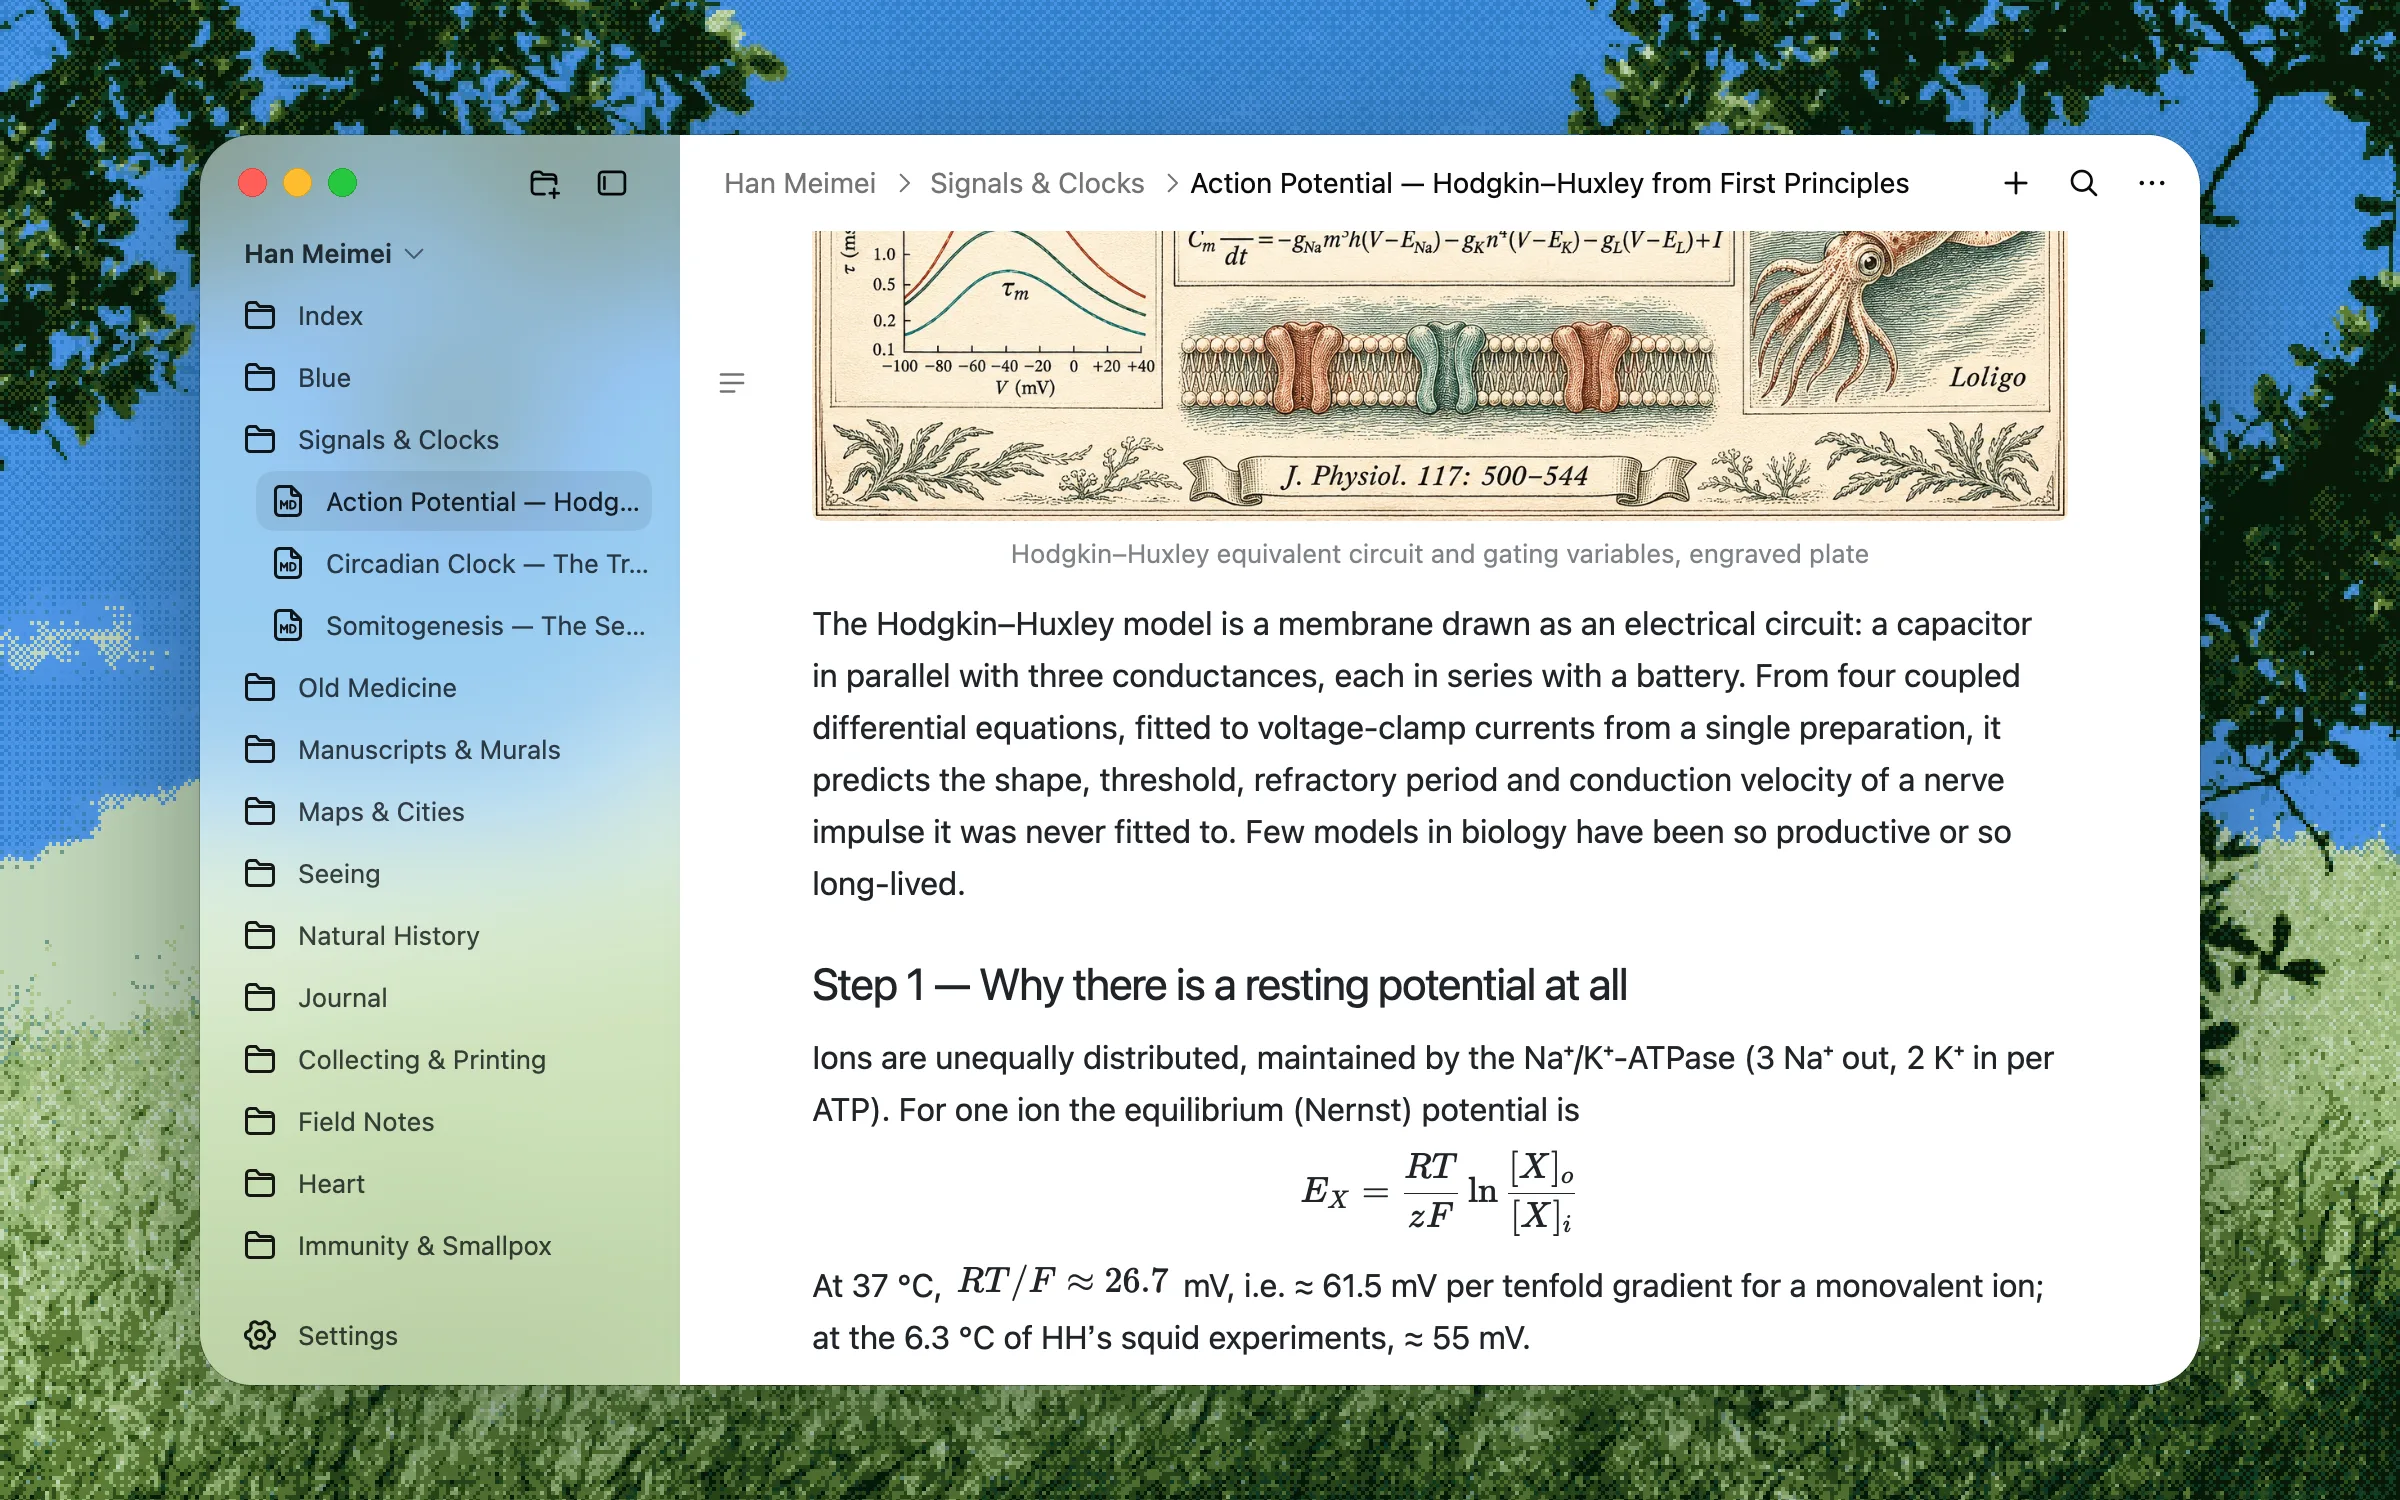 Han Meimei
Index
Blue
Signals & Clocks
Action Potential — Hodg...
Circadian Clock — The Tr...
Somitogenesis — The Se...
Old Medicine
Manuscripts & Murals
Maps & Cities
Seeing
Natural History
Journal
Collecting & Printing
Field Notes
Heart
Immunity & Smallpox
Settings
Han Meimei > Signals & Clocks > Action Potential — Hodgkin–Huxley from First Principles
1.0
0.5
0.2
0.1
τm
−100 −80 −60 −40 −20 0 +20 +40
V (mV)
Cm/dt = −gNa m³h(V−ENa)−gK n⁴(V−EK)−gL(V−EL)+I
Loligo
J. Physiol. 117: 500–544
Hodgkin–Huxley equivalent circuit and gating variables, engraved plate
The Hodgkin–Huxley model is a membrane drawn as an electrical circuit: a capacitor
in parallel with three conductances, each in series with a battery. From four coupled
differential equations, fitted to voltage-clamp currents from a single preparation, it
predicts the shape, threshold, refractory period and conduction velocity of a nerve
impulse it was never fitted to. Few models in biology have been so productive or so
long-lived.
Step 1 — Why there is a resting potential at all
Ions are unequally distributed, maintained by the Na⁺/K⁺-ATPase (3 Na⁺ out, 2 K⁺ in per
ATP). For one ion the equilibrium (Nernst) potential is
E_X = RT/zF ln [X]_o/[X]_i
At 37 °C, RT/F ≈ 26.7 mV, i.e. ≈ 61.5 mV per tenfold gradient for a monovalent ion;
at the 6.3 °C of HH’s squid experiments, ≈ 55 mV.